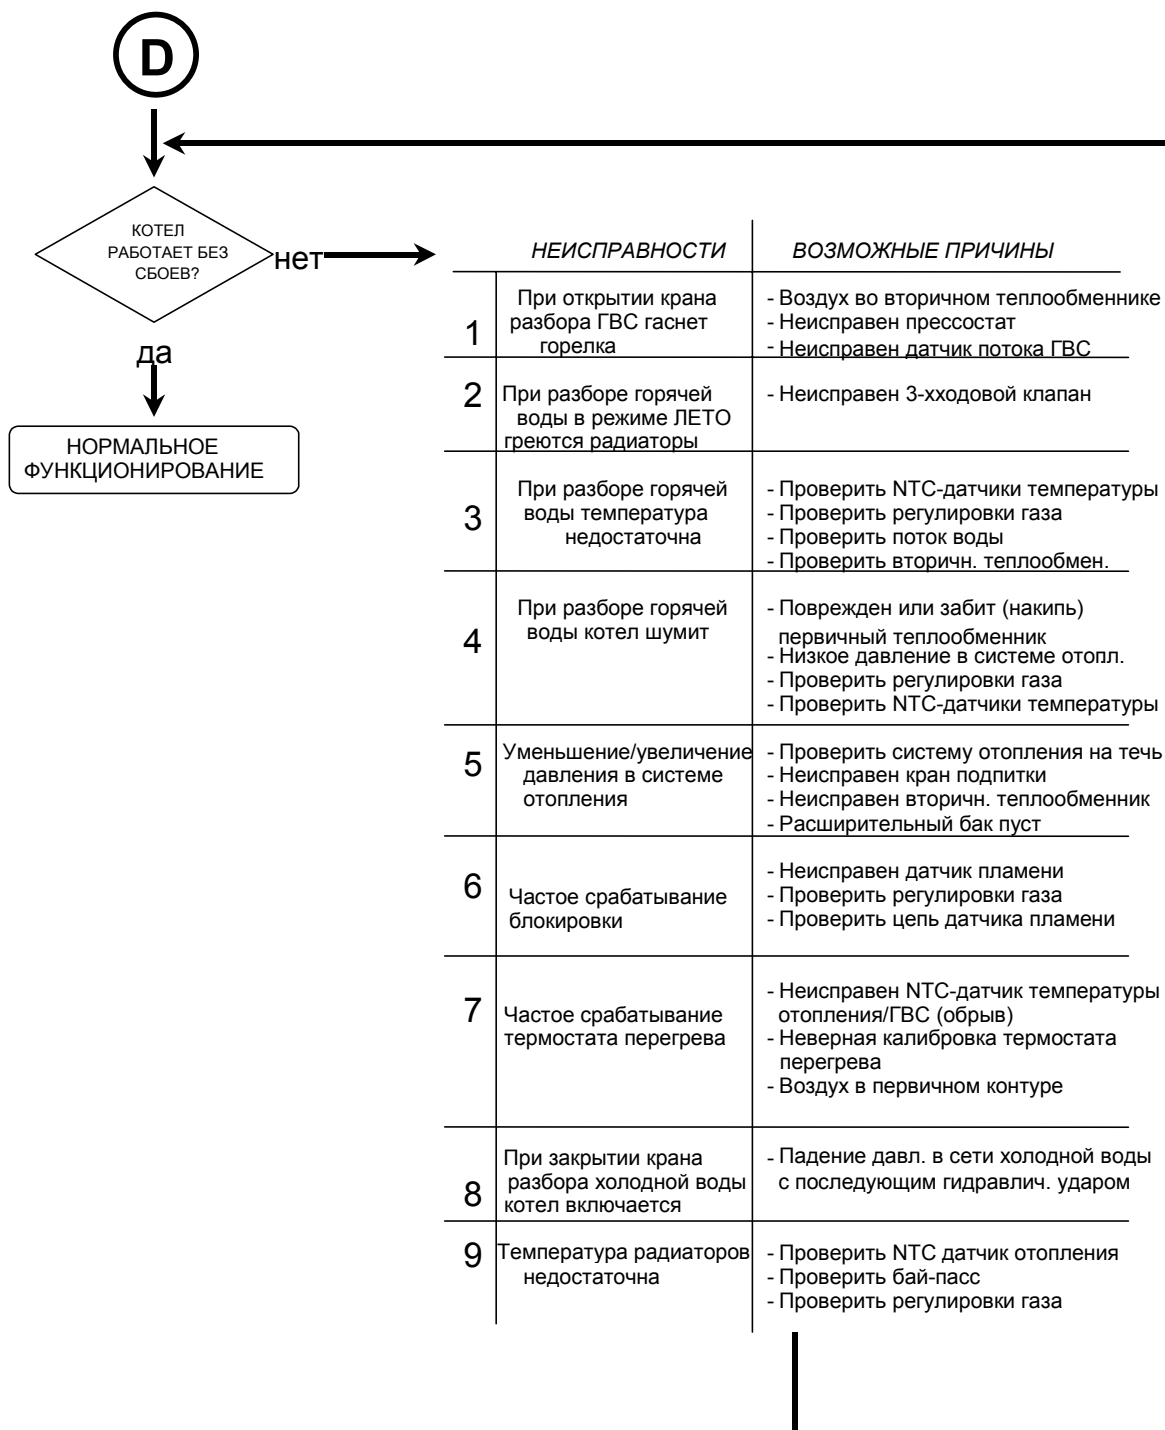 D
КОТЕЛ
РАБОТАЕТ БЕЗ
СБОЕВ?
нет
да
НОРМАЛЬНОЕ
ФУНКЦИОНИРОВАНИЕ
НЕИСПРАВНОСТИ
ВОЗМОЖНЫЕ ПРИЧИНЫ
1
При открытии крана
разбора ГВС гаснет
горелка
- Воздух во вторичном теплообменнике
- Неисправен прессостат
- Неисправен датчик потока ГВС
2
При разборе горячей
воды в режиме ЛЕТО
греются радиаторы
- Неисправен 3-хходовой клапан
3
При разборе горячей
воды температура
недостаточна
- Проверить NTC-датчики температуры
- Проверить регулировки газа
- Проверить поток воды
- Проверить вторичн. теплообмен.
4
При разборе горячей
воды котел шумит
- Поврежден или забит (накипь)
первичный теплообменник
- Низкое давление в системе отопл.
- Проверить регулировки газа
- Проверить NTC-датчики температуры
5
Уменьшение/увеличение
давления в системе
отопления
- Проверить систему отопления на течь
- Неисправен кран подпитки
- Неисправен вторичн. теплообменник
- Расширительный бак пуст
6
Частое срабатывание
блокировки
- Неисправен датчик пламени
- Проверить регулировки газа
- Проверить цепь датчика пламени
7
Частое срабатывание
термостата перегрева
- Неисправен NTC-датчик температуры
отопления/ГВС (обрыв)
- Неверная калибровка термостата
перегрева
- Воздух в первичном контуре
8
При закрытии крана
разбора холодной воды
котел включается
- Падение давл. в сети холодной воды
с последующим гидравлич. ударом
9
Температура радиаторов
недостаточна
- Проверить NTC датчик отопления
- Проверить бай-пасс
- Проверить регулировки газа